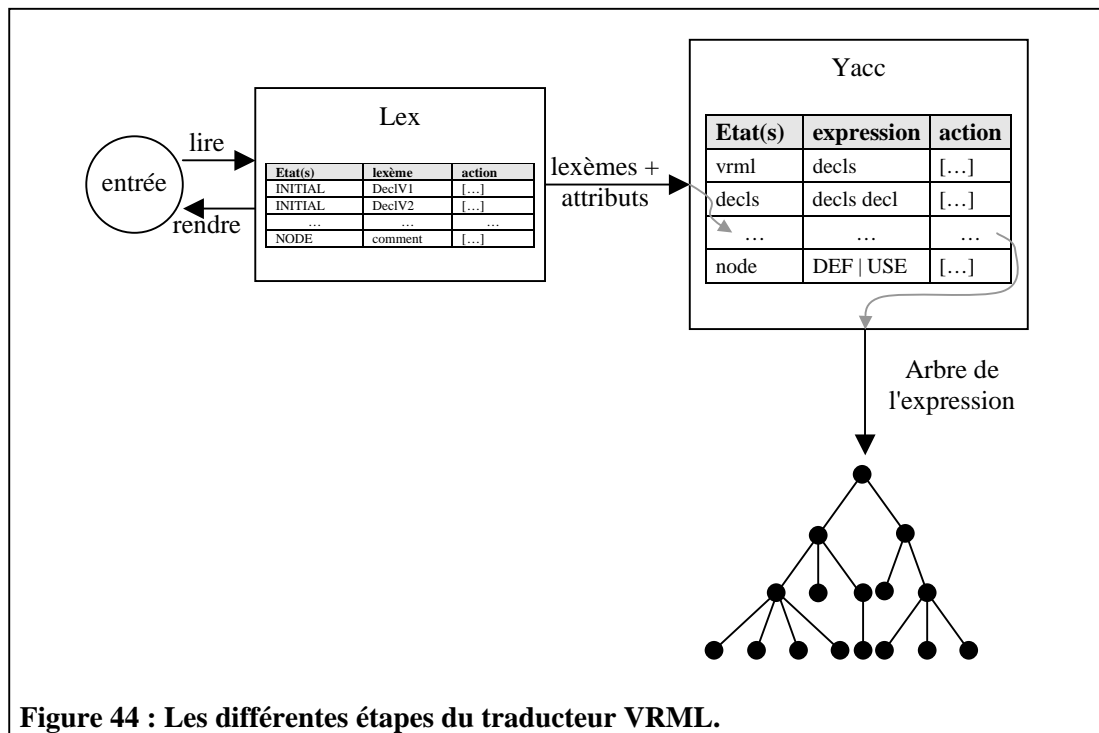 Yacc
Lex
lire
entrée
rendre
Etat(s) lexème action
INITIAL DeclV1 […]
INITIAL DeclV2 […]
… … …
NODE comment […]
lexèmes +
attributs
Etat(s) expression action
vrml decls […]
decls decls decl […]
… … …
node DEF | USE […]
Arbre de
l'expression
Figure 44 : Les différentes étapes du traducteur VRML.